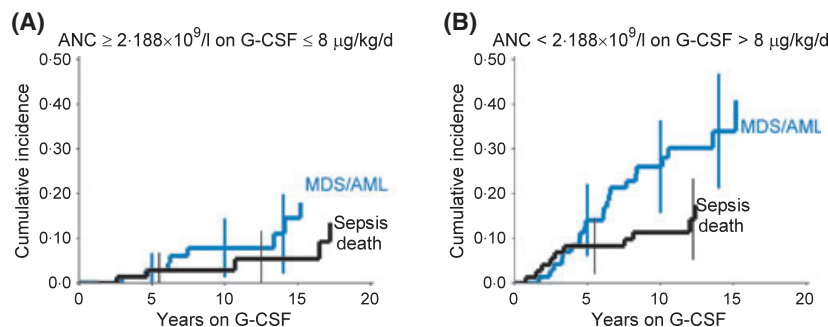 (A)
ANC ≥ 2·188×10⁹/l on G-CSF ≤ 8 μg/kg/d
Cumulative incidence
0·50
0·40
0·30
0·20
0·10
0·0
MDS/AML
Sepsis
death
0 5 10 15 20
Years on G-CSF
(B)
ANC < 2·188×10⁹/l on G-CSF > 8 μg/kg/d
Cumulative incidence
0·50
0·40
0·30
0·20
0·10
0·0
MDS/AML
Sepsis
death
0 5 10 15 20
Years on G-CSF